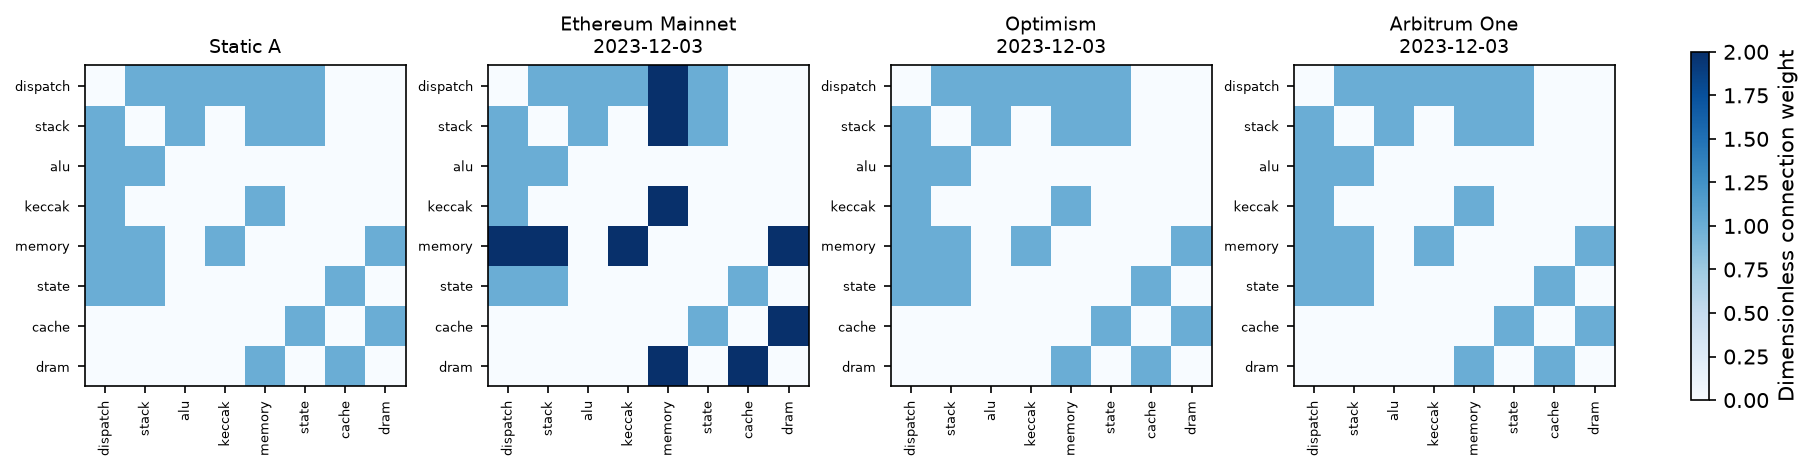 Static A
dispatch
stack
alu
keccak
memory
state
cache
dram
dispatch
stack
alu
keccak
memory
state
cache
dram
Ethereum Mainnet
2023-12-03
dispatch
stack
alu
keccak
memory
state
cache
dram
dispatch
stack
alu
keccak
memory
state
cache
dram
Optimism
2023-12-03
dispatch
stack
alu
keccak
memory
state
cache
dram
dispatch
stack
alu
keccak
memory
state
cache
dram
Arbitrum One
2023-12-03
dispatch
stack
alu
keccak
memory
state
cache
dram
dispatch
stack
alu
keccak
memory
state
cache
dram
2.00
1.75
1.50
1.25
1.00
0.75
0.50
0.25
0.00
Dimensionless connection weight